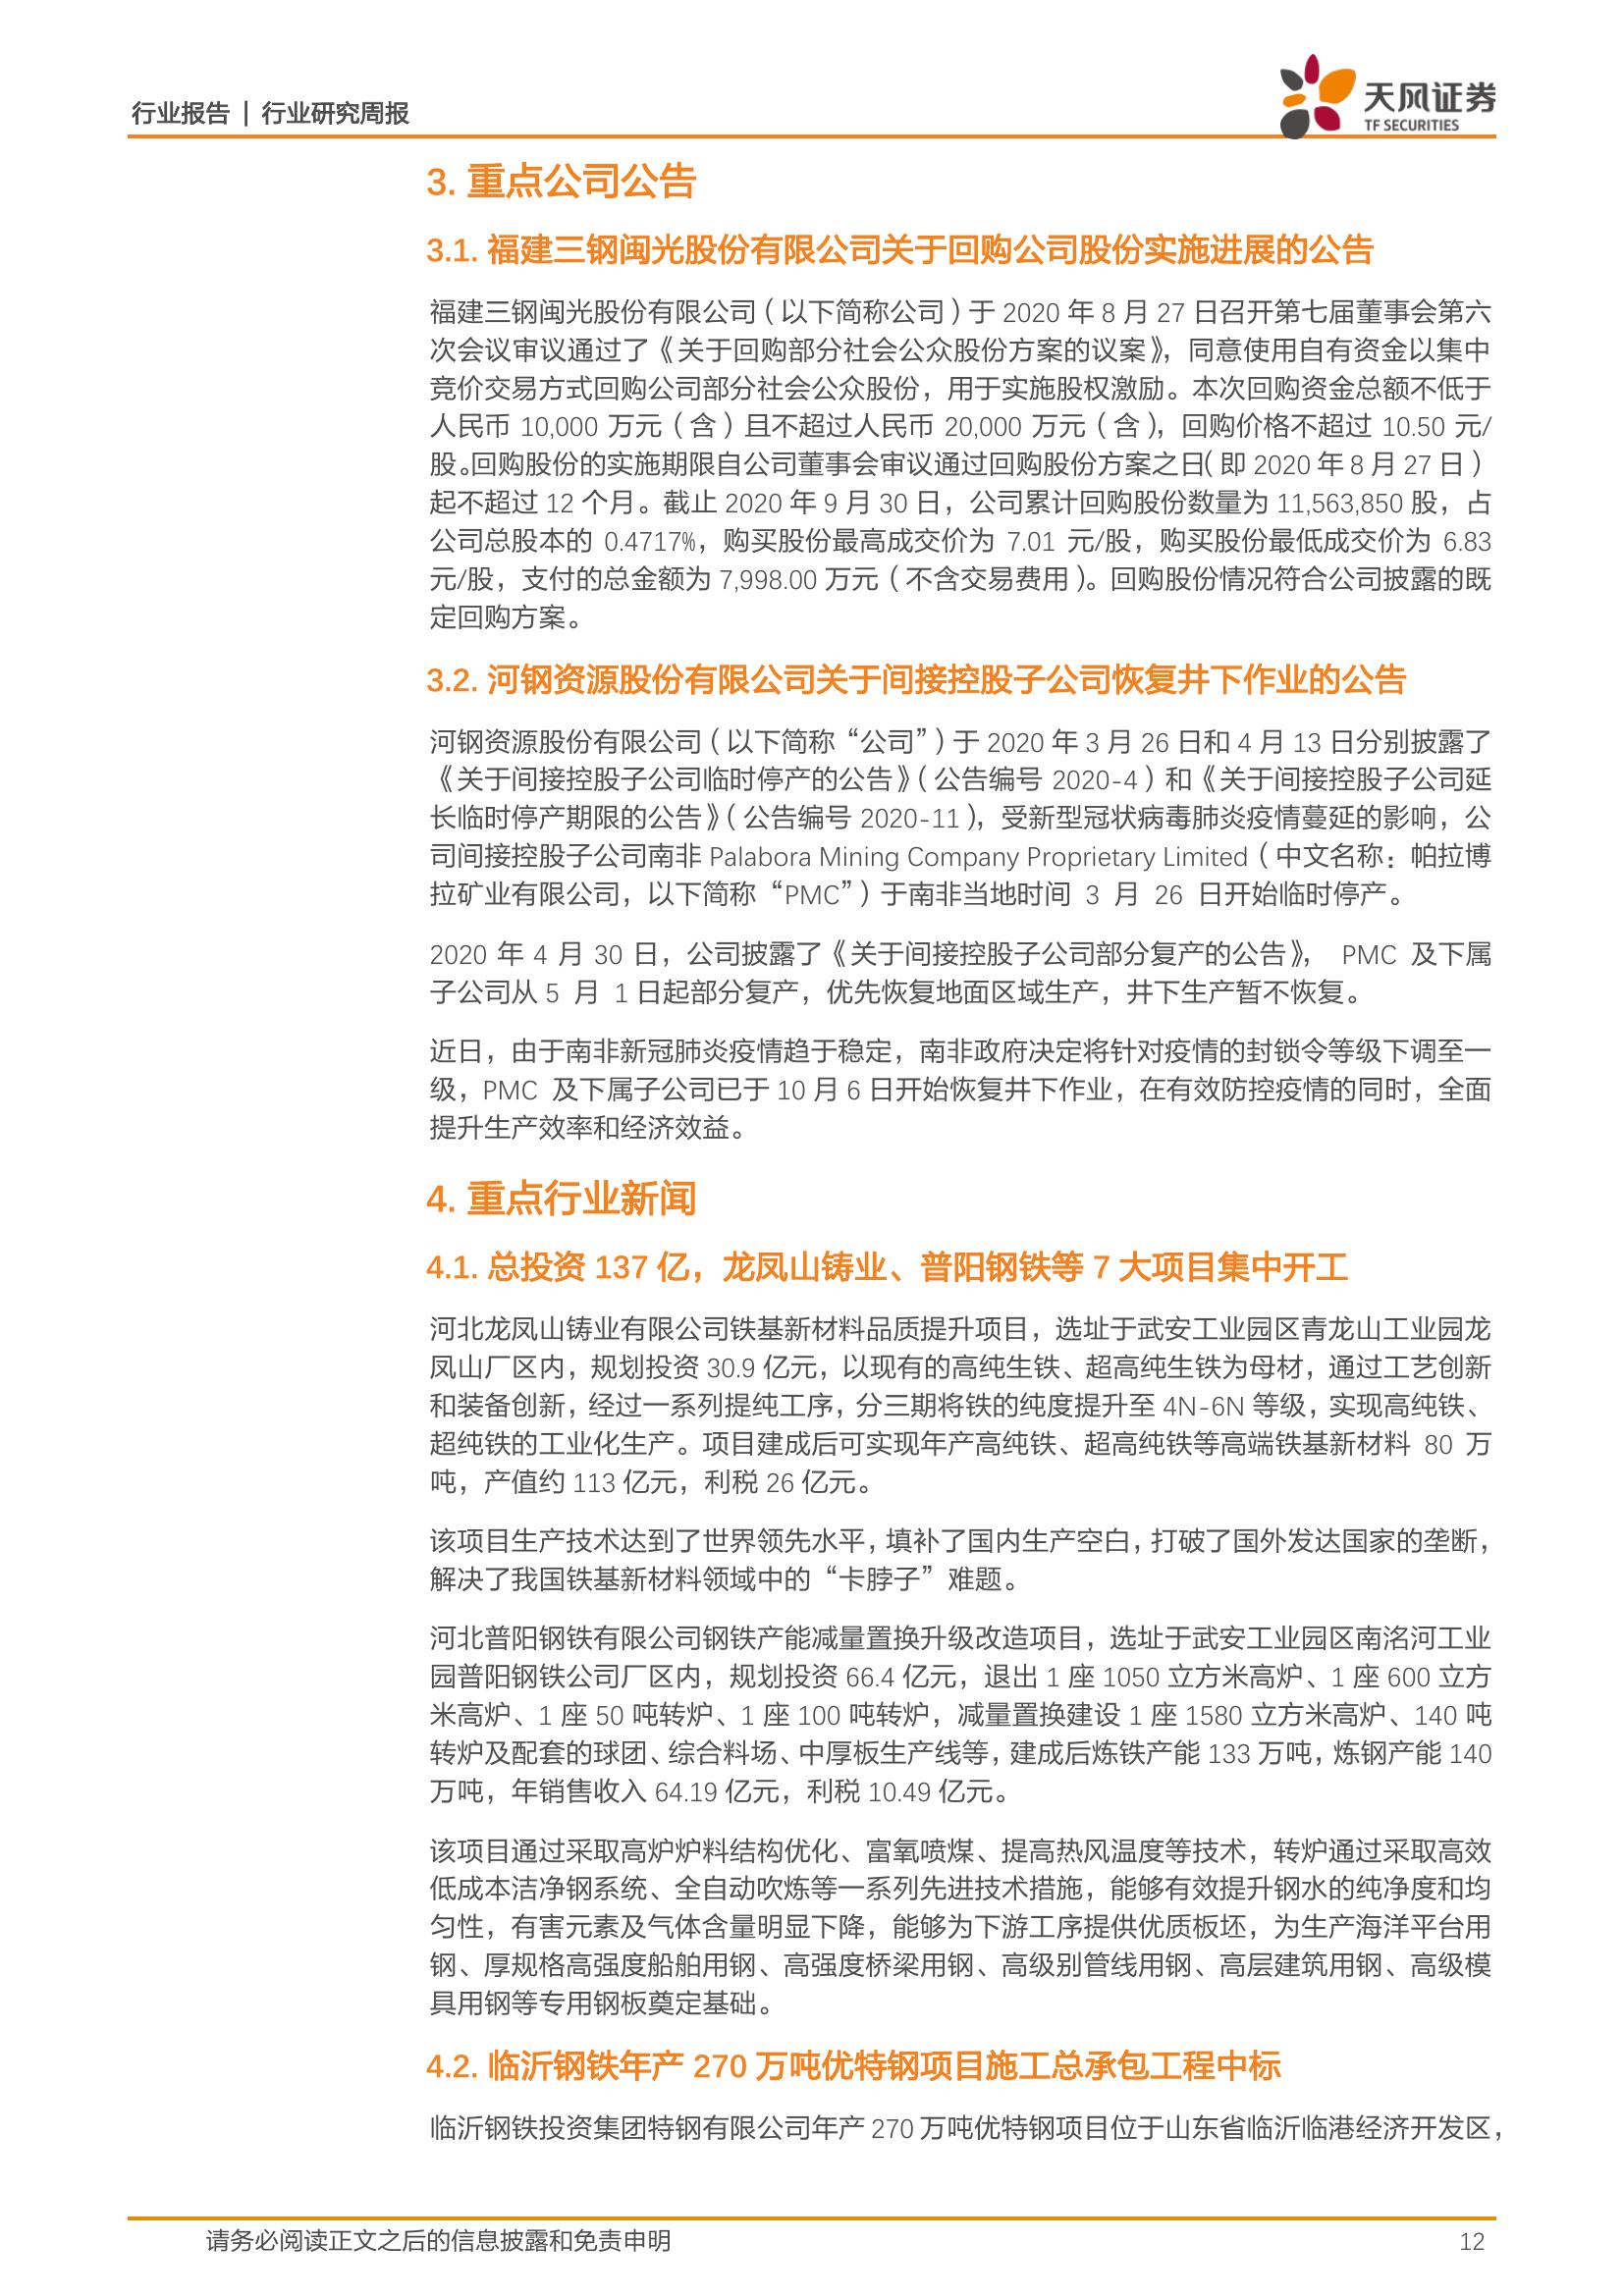 行业报告 | 行业研究周报
天风证券
TF SECURITIES
3. 重点公司公告
3.1. 福建三钢闽光股份有限公司关于回购公司股份实施进展的公告
福建三钢闽光股份有限公司（以下简称公司）于 2020 年 8 月 27 日召开第七届董事会第六
次会议审议通过了《关于回购部分社会公众股份方案的议案》，同意使用自有资金以集中
竞价交易方式回购公司部分社会公众股份，用于实施股权激励。本次回购资金总额不低于
人民币 10,000 万元（含）且不超过人民币 20,000 万元（含），回购价格不超过 10.50 元/
股。回购股份的实施期限自公司董事会审议通过回购股份方案之日（即 2020 年 8 月 27 日）
起不超过 12 个月。截止 2020 年 9 月 30 日，公司累计回购股份数量为 11,563,850 股，占
公司总股本的 0.4717%，购买股份最高成交价为 7.01 元/股，购买股份最低成交价为 6.83
元/股，支付的总金额为 7,998.00 万元（不含交易费用）。回购股份情况符合公司披露的既
定回购方案。
3.2. 河钢资源股份有限公司关于间接控股子公司恢复井下作业的公告
河钢资源股份有限公司（以下简称“公司”）于 2020 年 3 月 26 日和 4 月 13 日分别披露了
《关于间接控股子公司临时停产的公告》（公告编号 2020-4）和《关于间接控股子公司延
长临时停产期限的公告》（公告编号 2020-11），受新型冠状病毒肺炎疫情蔓延的影响，公
司间接控股子公司南非 Palabora Mining Company Proprietary Limited（中文名称：帕拉博
拉矿业有限公司，以下简称“PMC”）于南非当地时间 3 月 26 日开始临时停产。
2020 年 4 月 30 日，公司披露了《关于间接控股子公司部分复产的公告》， PMC 及下属
子公司从 5 月 1 日起部分复产，优先恢复地面区域生产，井下生产暂不恢复。
近日，由于南非新冠肺炎疫情趋于稳定，南非政府决定将针对疫情的封锁令等级下调至一
级，PMC 及下属子公司已于 10 月 6 日开始恢复井下作业，在有效防控疫情的同时，全面
提升生产效率和经济效益。
4. 重点行业新闻
4.1. 总投资 137 亿，龙凤山铸业、普阳钢铁等 7 大项目集中开工
河北龙凤山铸业有限公司铁基新材料品质提升项目，选址于武安工业园区青龙山工业园龙
凤山厂区内，规划投资 30.9 亿元，以现有的高纯生铁、超高纯生铁为母材，通过工艺创新
和装备创新，经过一系列提纯工序，分三期将铁的纯度提升至 4N-6N 等级，实现高纯铁、
超纯铁的工业化生产。项目建成后可实现年产高纯铁、超高纯铁等高端铁基新材料 80 万
吨，产值约 113 亿元，利税 26 亿元。
该项目生产技术达到了世界领先水平，填补了国内生产空白，打破了国外发达国家的垄断，
解决了我国铁基新材料领域中的“卡脖子”难题。
河北普阳钢铁有限公司钢铁产能减量置换升级改造项目，选址于武安工业园区南洺河工业
园普阳钢铁公司厂区内，规划投资 66.4 亿元，退出 1 座 1050 立方米高炉、1 座 600 立方
米高炉、1 座 50 吨转炉、1 座 100 吨转炉，减量置换建设 1 座 1580 立方米高炉、140 吨
转炉及配套的球团、综合料场、中厚板生产线等，建成后炼铁产能 133 万吨，炼钢产能 140
万吨，年销售收入 64.19 亿元，利税 10.49 亿元。
该项目通过采取高炉炉料结构优化、富氧喷煤、提高热风温度等技术，转炉通过采取高效
低成本洁净钢系统、全自动吹炼等一系列先进技术措施，能够有效提升钢水的纯净度和均
匀性，有害元素及气体含量明显下降，能够为下游工序提供优质板坯，为生产海洋平台用
钢、厚规格高强度船舶用钢、高强度桥梁用钢、高级别管线用钢、高层建筑用钢、高级模
具用钢等专用钢板奠定基础。
4.2. 临沂钢铁年产 270 万吨优特钢项目施工总承包工程中标
临沂钢铁投资集团特钢有限公司年产 270 万吨优特钢项目位于山东省临沂临港经济开发区，
请务必阅读正文之后的信息披露和免责申明
12